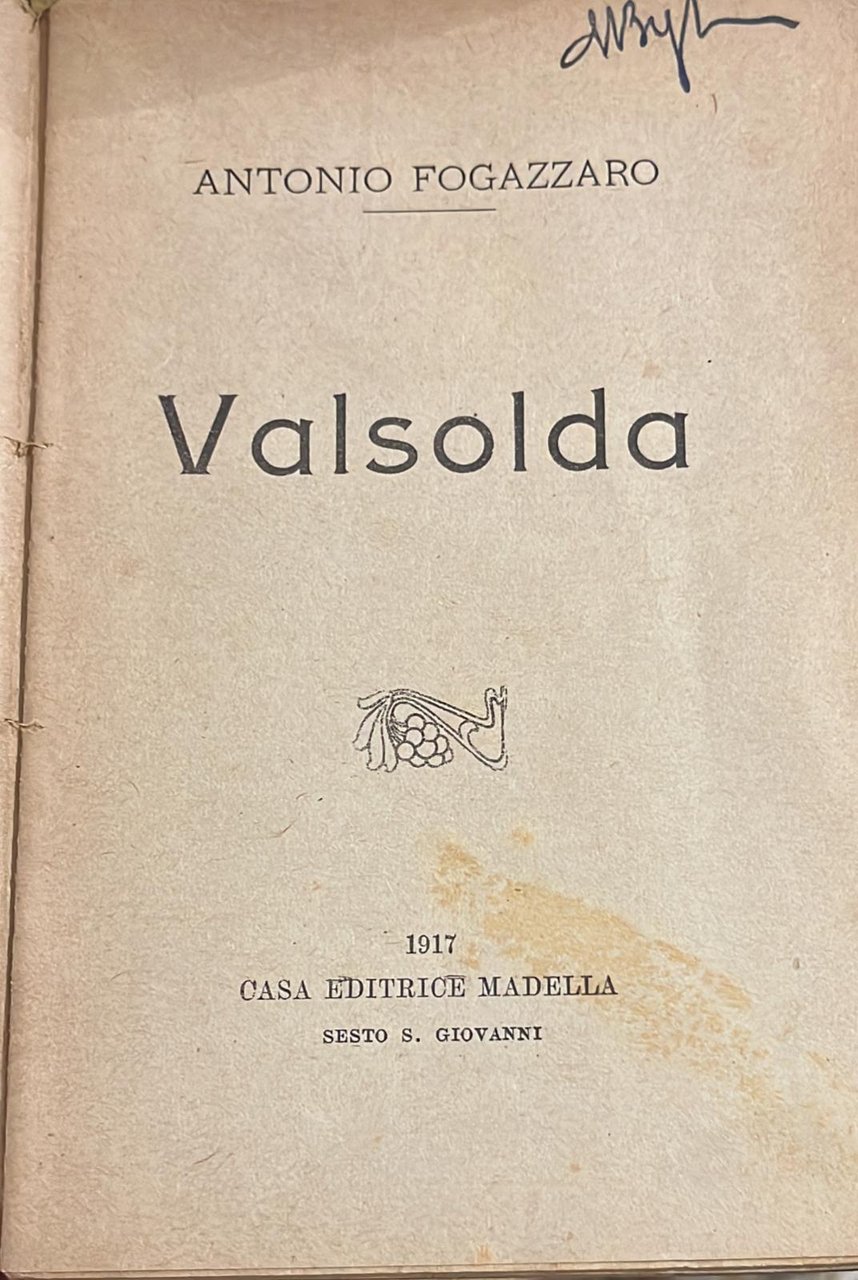 ANTONIO FOGAZZARO
Valsolda
1917
CASA EDITRICE MADELLA
SESTO S. GIOVANNI